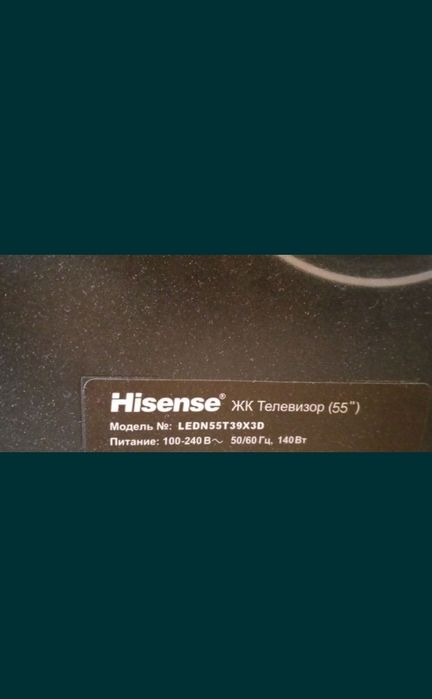 Hisense® ЖК Телевизор (55")
Модель №: LEDN55T39X3D
Питание: 100-240 В~ 50/60 Гц, 140 Вт